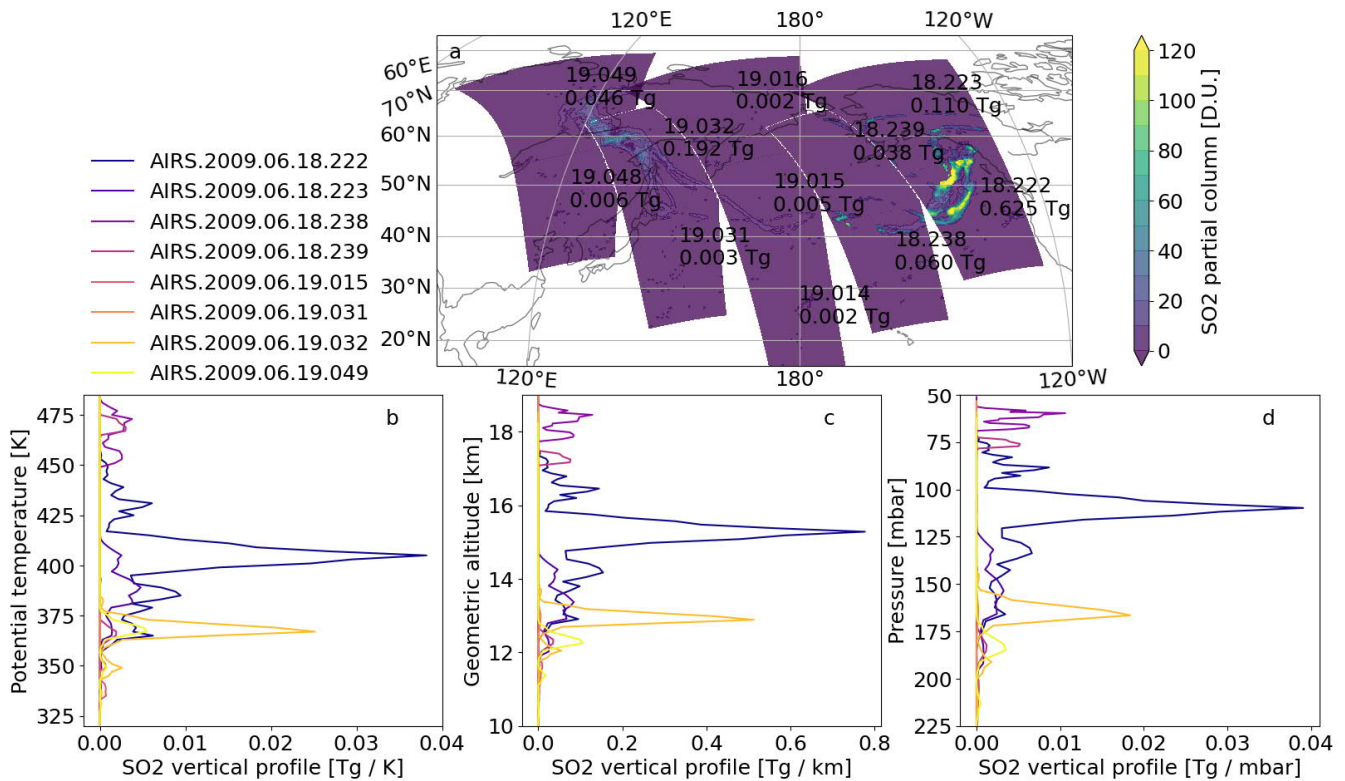 120°E 180° 120°W
a
60°E
70°N
60°N
50°N
40°N
30°N
20°N
120°E 180° 120°W
19.049
0.046 Tg
19.016
0.002 Tg
18.223
0.110 Tg
19.032
0.192 Tg
18.239
0.038 Tg
19.048
0.006 Tg
19.015
0.005 Tg
18.222
0.625 Tg
19.031
0.003 Tg
18.238
0.060 Tg
19.014
0.002 Tg
120
100
80
60
40
20
0
SO2 partial column [D.U.]
AIRS.2009.06.18.222
AIRS.2009.06.18.223
AIRS.2009.06.18.238
AIRS.2009.06.18.239
AIRS.2009.06.19.015
AIRS.2009.06.19.031
AIRS.2009.06.19.032
AIRS.2009.06.19.049
b
Potential temperature [K]
475
450
425
400
375
350
325
0.00 0.01 0.02 0.03 0.04
SO2 vertical profile [Tg / K]
c
Geometric altitude [km]
18
16
14
12
10
0.0 0.2 0.4 0.6 0.8
SO2 vertical profile [Tg / km]
d
Pressure [mbar]
50
75
100
125
150
175
200
225
0.00 0.01 0.02 0.03 0.04
SO2 vertical profile [Tg / mbar]